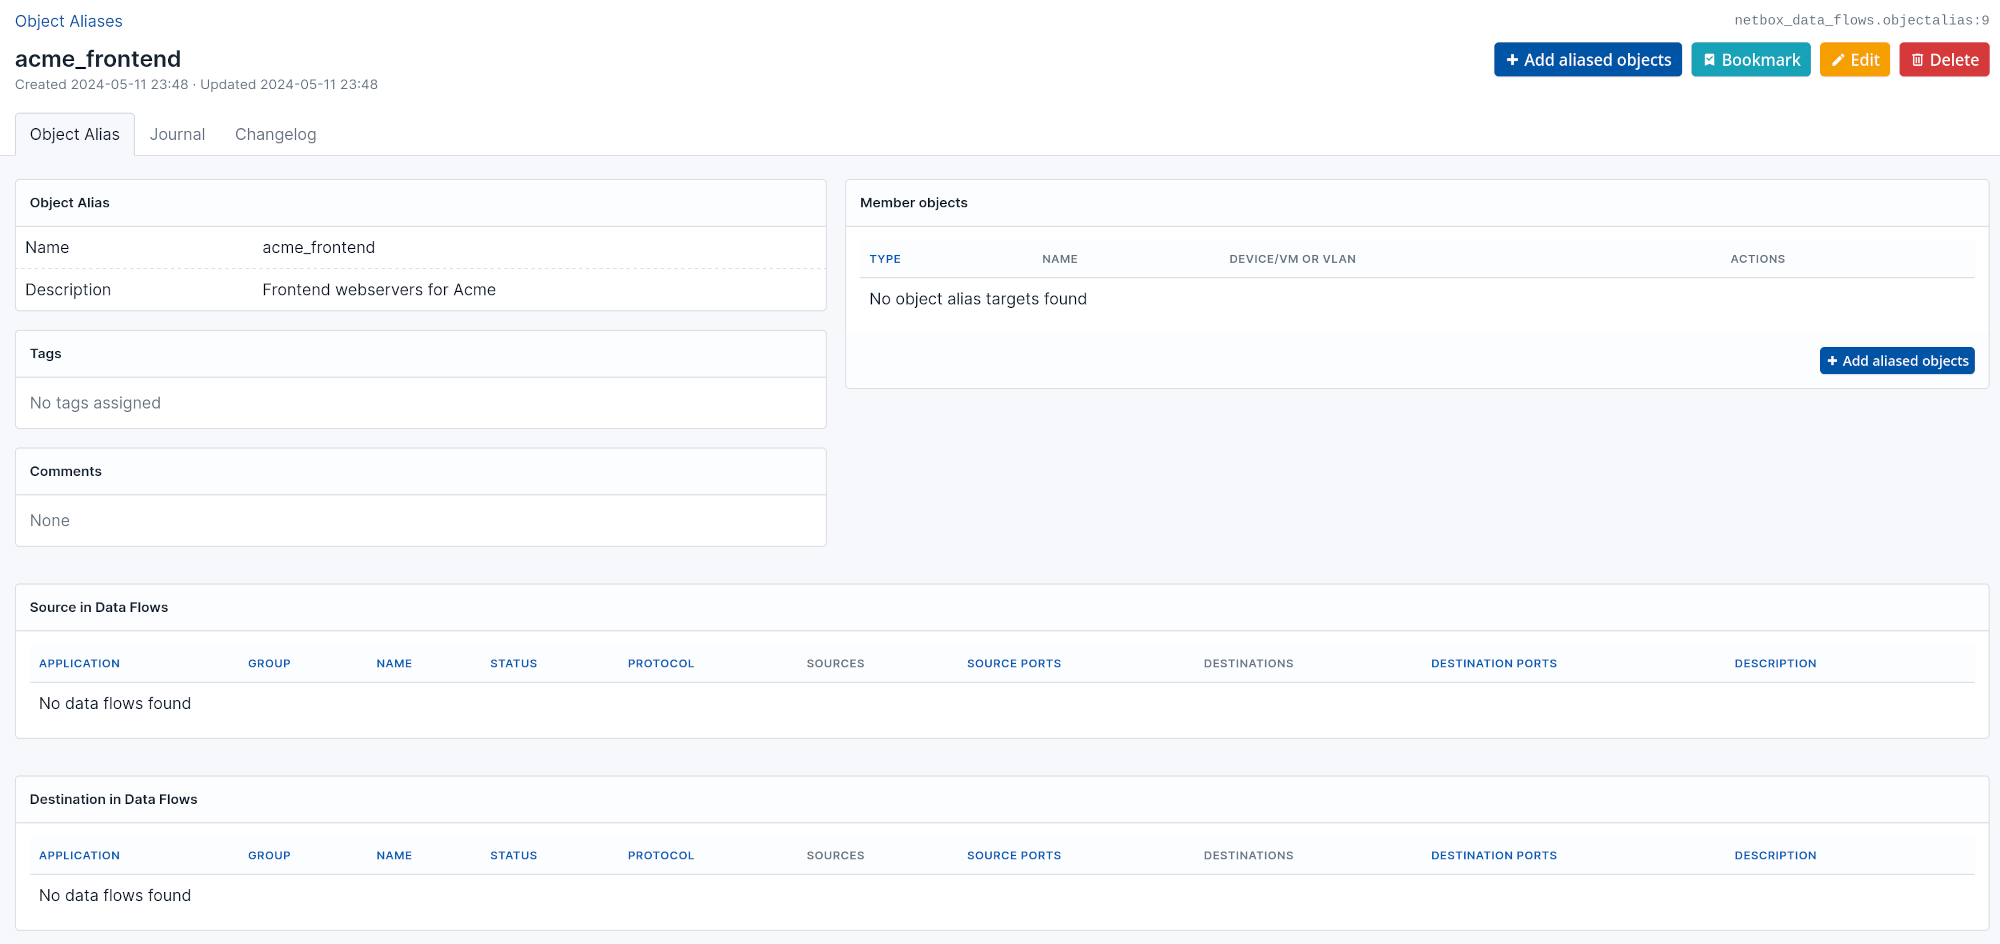 Object Aliases
netbox_data_flows.objectalias:9
acme_frontend
Created 2024-05-11 23:48 · Updated 2024-05-11 23:48
Add aliased objects
Bookmark
Edit
Delete
Object Alias
Journal
Changelog
Object Alias
Name acme_frontend
Description Frontend webservers for Acme
Tags
No tags assigned
Comments
None
Member objects
TYPE NAME DEVICE/VM OR VLAN ACTIONS
No object alias targets found
Add aliased objects
Source in Data Flows
APPLICATION GROUP NAME STATUS PROTOCOL SOURCES SOURCE PORTS DESTINATIONS DESTINATION PORTS DESCRIPTION
No data flows found
Destination in Data Flows
APPLICATION GROUP NAME STATUS PROTOCOL SOURCES SOURCE PORTS DESTINATIONS DESTINATION PORTS DESCRIPTION
No data flows found